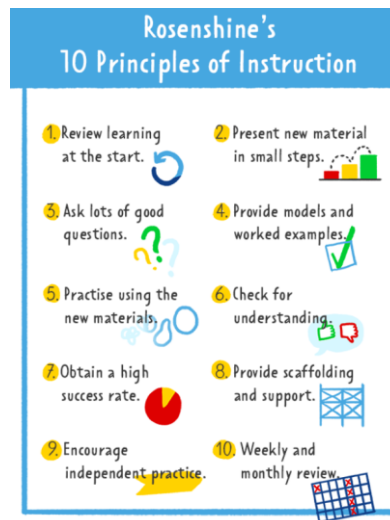 Rosenshine's
10 Principles of Instruction
1. Review learning
at the start.
2. Present new material
in small steps.
3. Ask lots of good
questions.
4. Provide models and
worked examples.
5. Practise using the
new materials.
6. Check for
understanding.
7. Obtain a high
success rate.
8. Provide scaffolding
and support.
9. Encourage
independent practice.
10. Weekly and
monthly review.